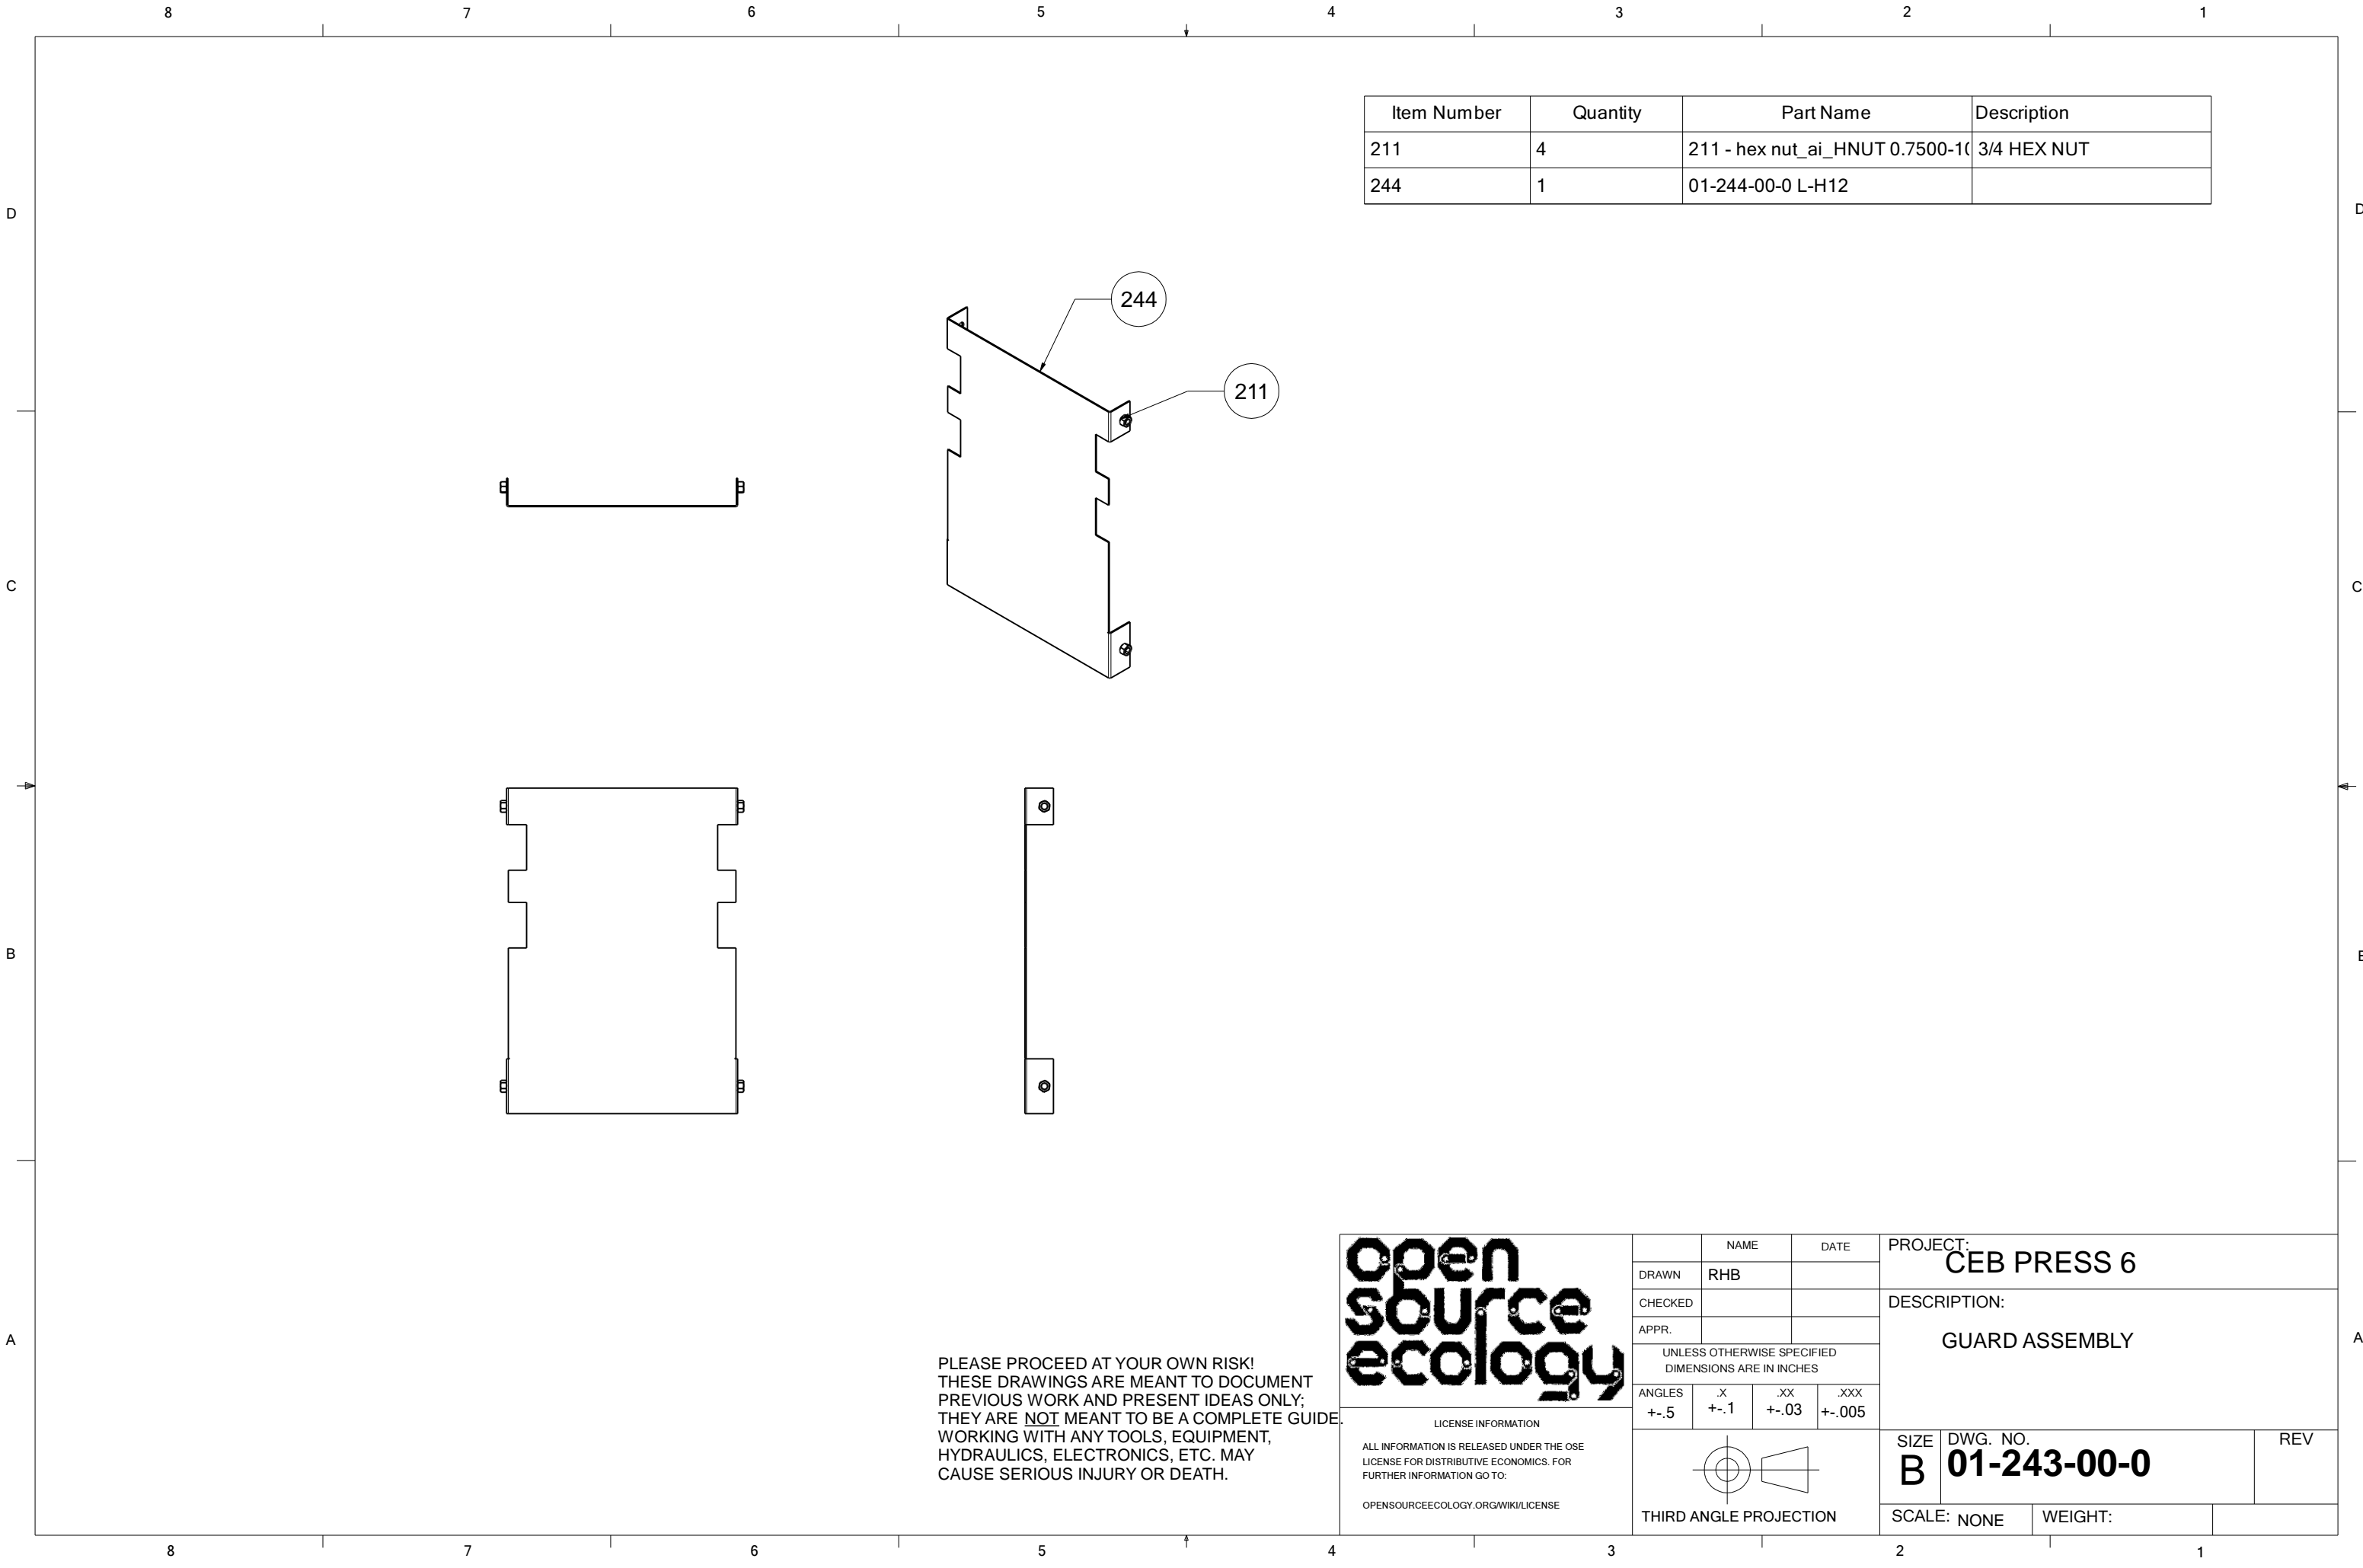 8 7 6 5 4 3 2 1
Item Number Quantity Part Name Description
211 4 211 - hex nut_ai_HNUT 0.7500-10 3/4 HEX NUT
244 1 01-244-00-0 L-H12
D D
244
211
C C
B B
A A
PLEASE PROCEED AT YOUR OWN RISK!
THESE DRAWINGS ARE MEANT TO DOCUMENT
PREVIOUS WORK AND PRESENT IDEAS ONLY;
THEY ARE NOT MEANT TO BE A COMPLETE GUIDE.
WORKING WITH ANY TOOLS, EQUIPMENT,
HYDRAULICS, ELECTRONICS, ETC. MAY
CAUSE SERIOUS INJURY OR DEATH.
open
source
ecology
LICENSE INFORMATION
ALL INFORMATION IS RELEASED UNDER THE OSE
LICENSE FOR DISTRIBUTIVE ECONOMICS. FOR
FURTHER INFORMATION GO TO:
OPENSOURCEECOLOGY.ORG/WIKI/LICENSE
NAME DATE
DRAWN RHB
CHECKED
APPR.
UNLESS OTHERWISE SPECIFIED
DIMENSIONS ARE IN INCHES
ANGLES .X .XX .XXX
+-.5 +-.1 +-.03 +-.005
THIRD ANGLE PROJECTION
PROJECT:
CEB PRESS 6
DESCRIPTION:
GUARD ASSEMBLY
SIZE DWG. NO. REV
B 01-243-00-0
SCALE: NONE WEIGHT:
8 7 6 5 4 3 2 1